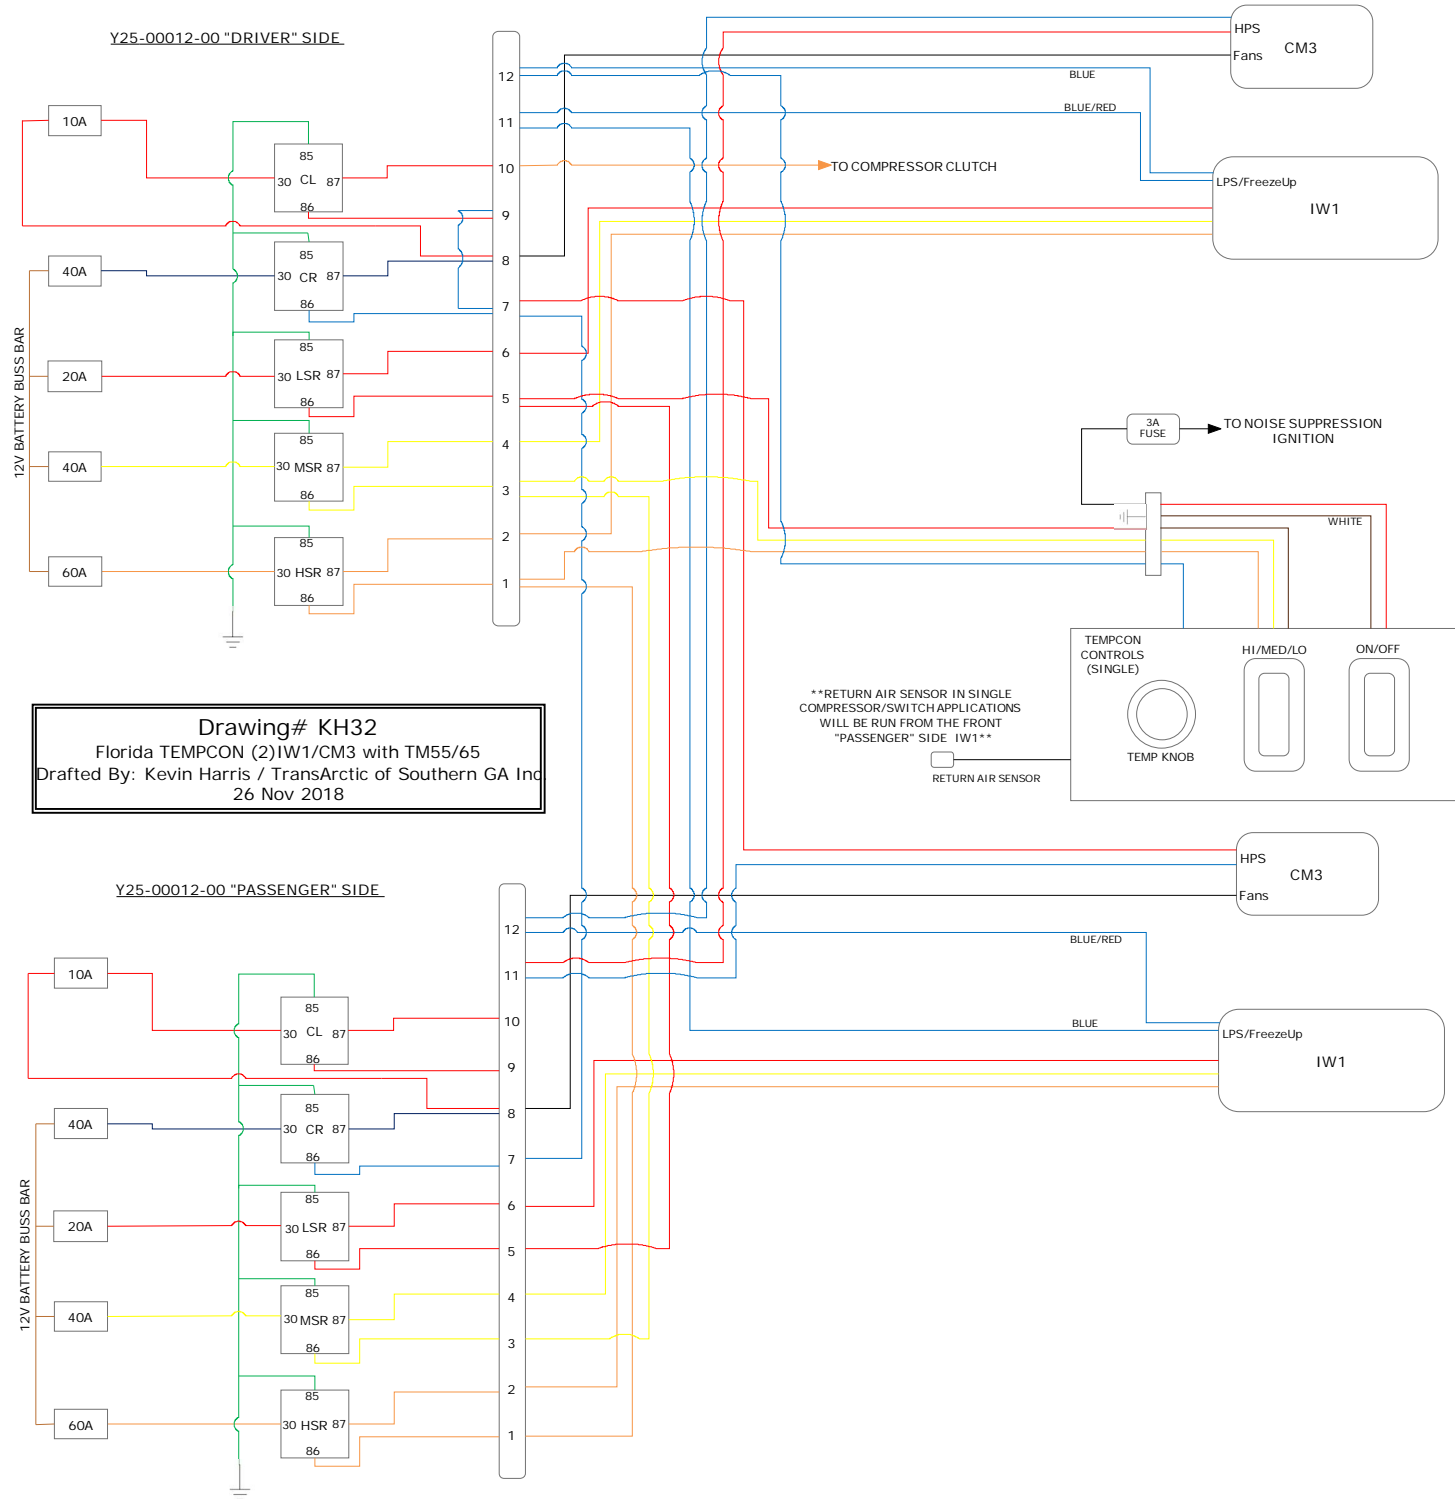 Y25-00012-00 "DRIVER" SIDE
HPS
CM3
Fans
12
BLUE
BLUE/RED
10A
11
85
30 CL 87
86
10
TO COMPRESSOR CLUTCH
LPS/FreezeUp
IW1
9
40A
85
30 CR 87
86
8
7
12V BATTERY BUSS BAR
20A
85
30 LSR 87
86
6
5
40A
85
30 MSR 87
86
4
3
60A
85
30 HSR 87
86
2
1
3A
FUSE
TO NOISE SUPPRESSION
IGNITION
WHITE
TEMPCON
CONTROLS
(SINGLE)
HI/MED/LO
ON/OFF
TEMP KNOB
**RETURN AIR SENSOR IN SINGLE
COMPRESSOR/SWITCH APPLICATIONS
WILL BE RUN FROM THE FRONT
"PASSENGER" SIDE IW1**
RETURN AIR SENSOR
Drawing# KH32
Florida TEMPCON (2)IW1/CM3 with TM55/65
Drafted By: Kevin Harris / TransArctic of Southern GA Inc.
26 Nov 2018
Y25-00012-00 "PASSENGER" SIDE
HPS
CM3
Fans
12
BLUE/RED
10A
11
85
30 CL 87
86
10
BLUE
LPS/FreezeUp
IW1
9
40A
85
30 CR 87
86
8
7
12V BATTERY BUSS BAR
20A
85
30 LSR 87
86
6
5
40A
85
30 MSR 87
86
4
3
60A
85
30 HSR 87
86
2
1